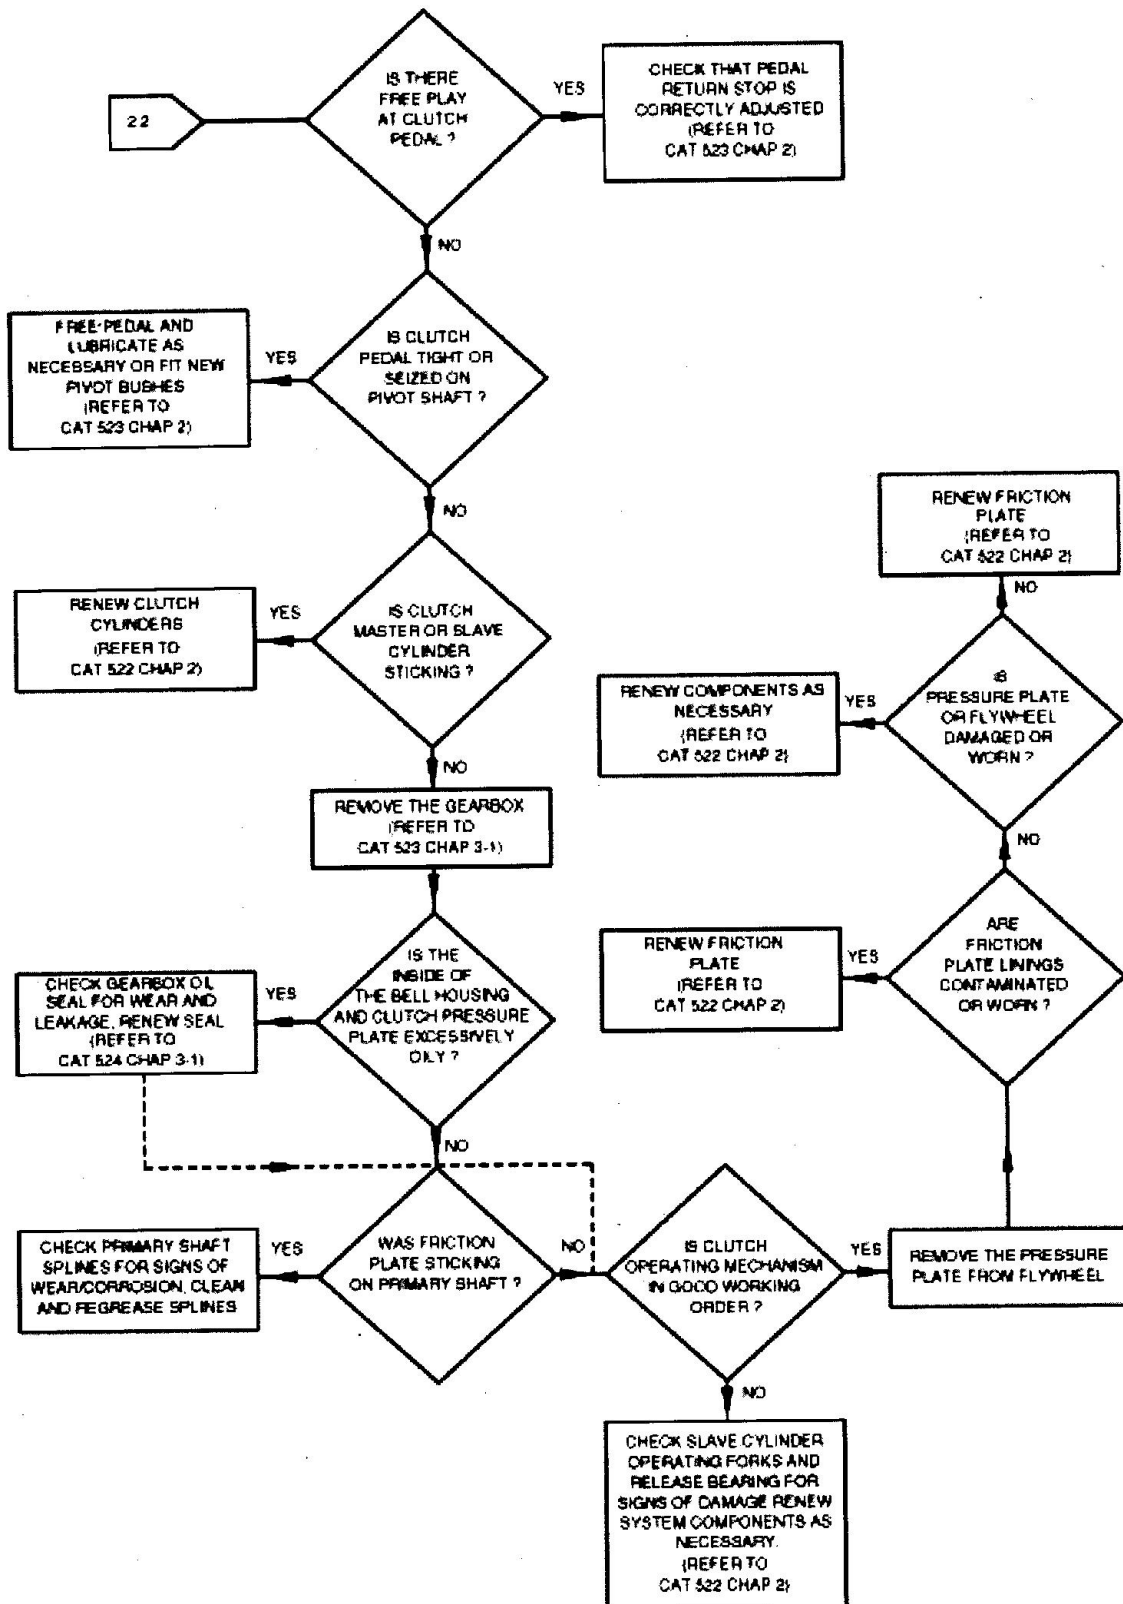 22
IS THERE
FREE PLAY
AT CLUTCH
PEDAL ?
YES
CHECK THAT PEDAL
RETURN STOP IS
CORRECTLY ADJUSTED
(REFER TO
CAT 523 CHAP 2)
NO
IS CLUTCH
PEDAL TIGHT OR
SEIZED ON
PIVOT SHAFT ?
YES
FREE-PEDAL AND
LUBRICATE AS
NECESSARY OR FIT NEW
PIVOT BUSHES
(REFER TO
CAT 523 CHAP 2)
NO
IS CLUTCH
MASTER OR SLAVE
CYLINDER
STICKING ?
YES
RENEW CLUTCH
CYLINDERS
(REFER TO
CAT 522 CHAP 2)
NO
REMOVE THE GEARBOX
(REFER TO
CAT 523 CHAP 3-1)
IS THE
INSIDE OF
THE BELL HOUSING
AND CLUTCH PRESSURE
PLATE EXCESSIVELY
OILY ?
YES
CHECK GEARBOX OIL
SEAL FOR WEAR AND
LEAKAGE, RENEW SEAL
(REFER TO
CAT 524 CHAP 3-1)
NO
WAS FRICTION
PLATE STICKING
ON PRIMARY SHAFT ?
YES
CHECK PRIMARY SHAFT
SPLINES FOR SIGNS OF
WEAR/CORROSION, CLEAN
AND REGREASE SPLINES
NO
IS CLUTCH
OPERATING MECHANISM
IN GOOD WORKING
ORDER ?
NO
CHECK SLAVE CYLINDER
OPERATING FORKS AND
RELEASE BEARING FOR
SIGNS OF DAMAGE RENEW
SYSTEM COMPONENTS AS
NECESSARY.
(REFER TO
CAT 522 CHAP 2)
YES
REMOVE THE PRESSURE
PLATE FROM FLYWHEEL
ARE
FRICTION
PLATE LININGS
CONTAMINATED
OR WORN ?
YES
RENEW FRICTION
PLATE
(REFER TO
CAT 522 CHAP 2)
NO
IS
PRESSURE PLATE
OR FLYWHEEL
DAMAGED OR
WORN ?
YES
RENEW COMPONENTS AS
NECESSARY
(REFER TO
CAT 522 CHAP 2)
NO
RENEW FRICTION
PLATE
(REFER TO
CAT 522 CHAP 2)